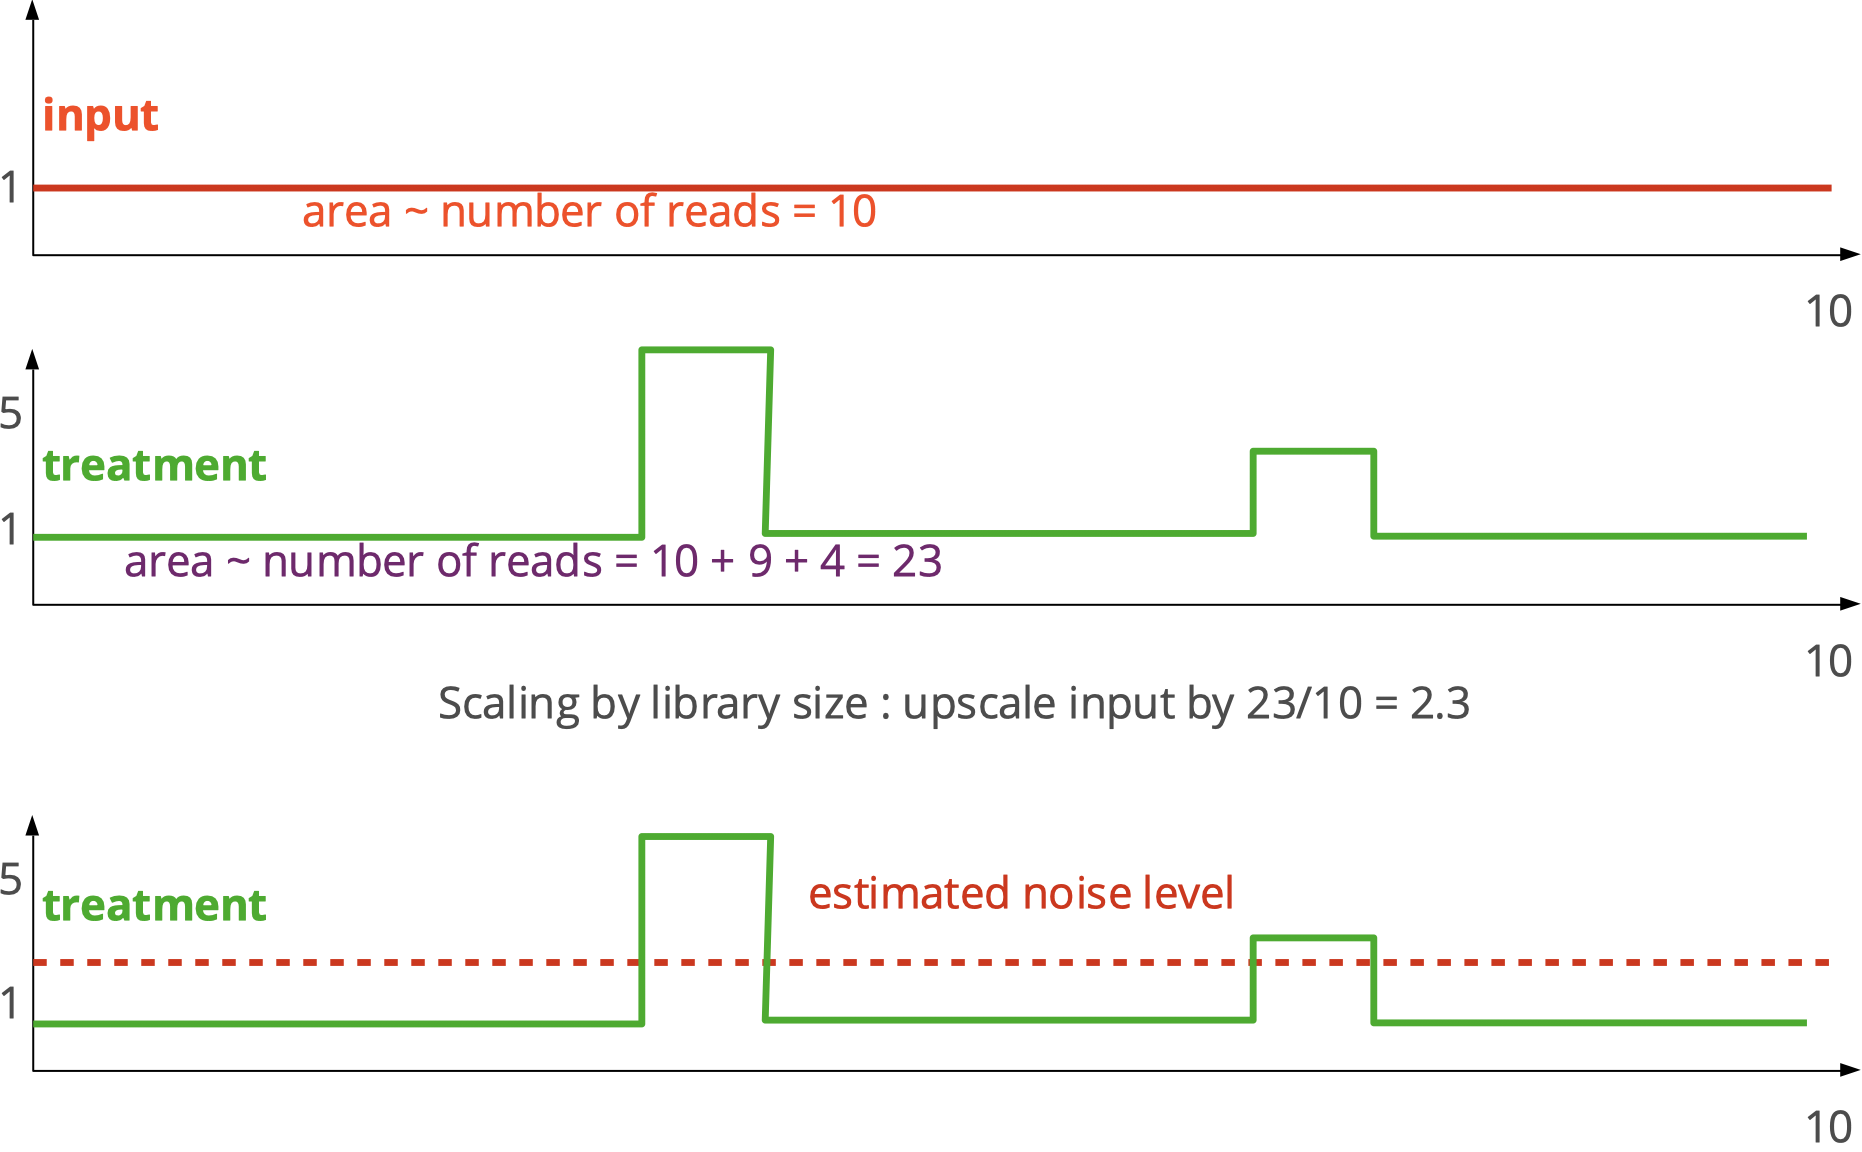 input
1
area ~ number of reads = 10
10
5
treatment
1
area ~ number of reads = 10 + 9 + 4 = 23
10
Scaling by library size : upscale input by 23/10 = 2.3
5
estimated noise level
treatment
1
10